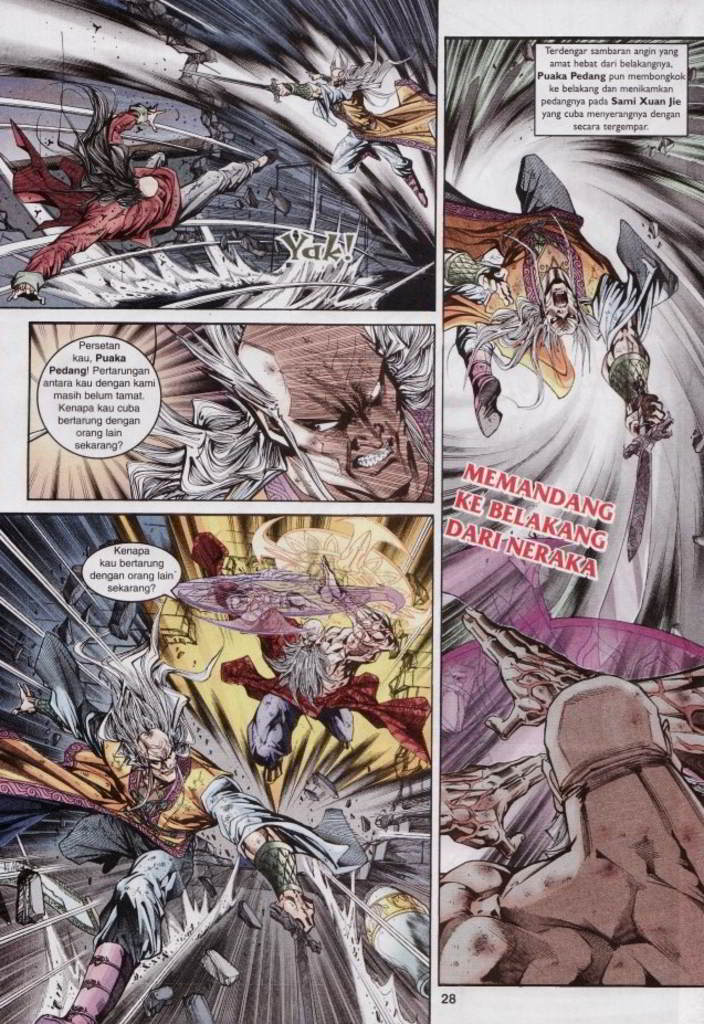 Yak!
Persetan
kau, Puaka
Pedang! Pertarungan
antara kau dengan kami
masih belum tamat.
Kenapa kau cuba
bertarung dengan
orang lain
sekarang?
Kenapa
kau bertarung
dengan orang lain
sekarang?
Terdengar sambaran angin yang
amat hebat dari belakangnya,
Puaka Pedang pun membongkok
ke belakang dan menikamkan
pedangnya pada Sami Xuan Jie
yang cuba menyerangnya dengan
secara tergempar.
MEMANDANG
KE BELAKANG
DARI NERAKA
28